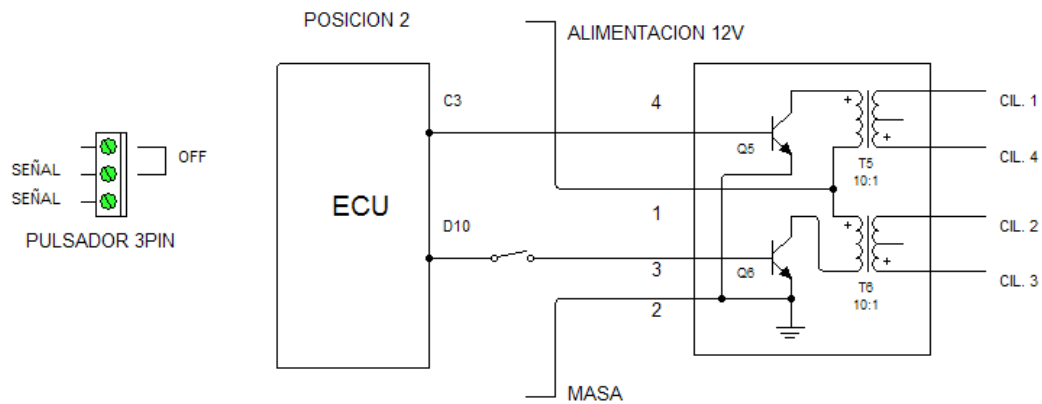 POSICION 2
ALIMENTACION 12V
C3
4
CIL. 1
Q5
OFF
SEÑAL
CIL. 4
T5
10:1
SEÑAL
ECU
1
D10
CIL. 2
PULSADOR 3PIN
3
Q6
CIL. 3
T6
10:1
2
MASA
+
+
+
+